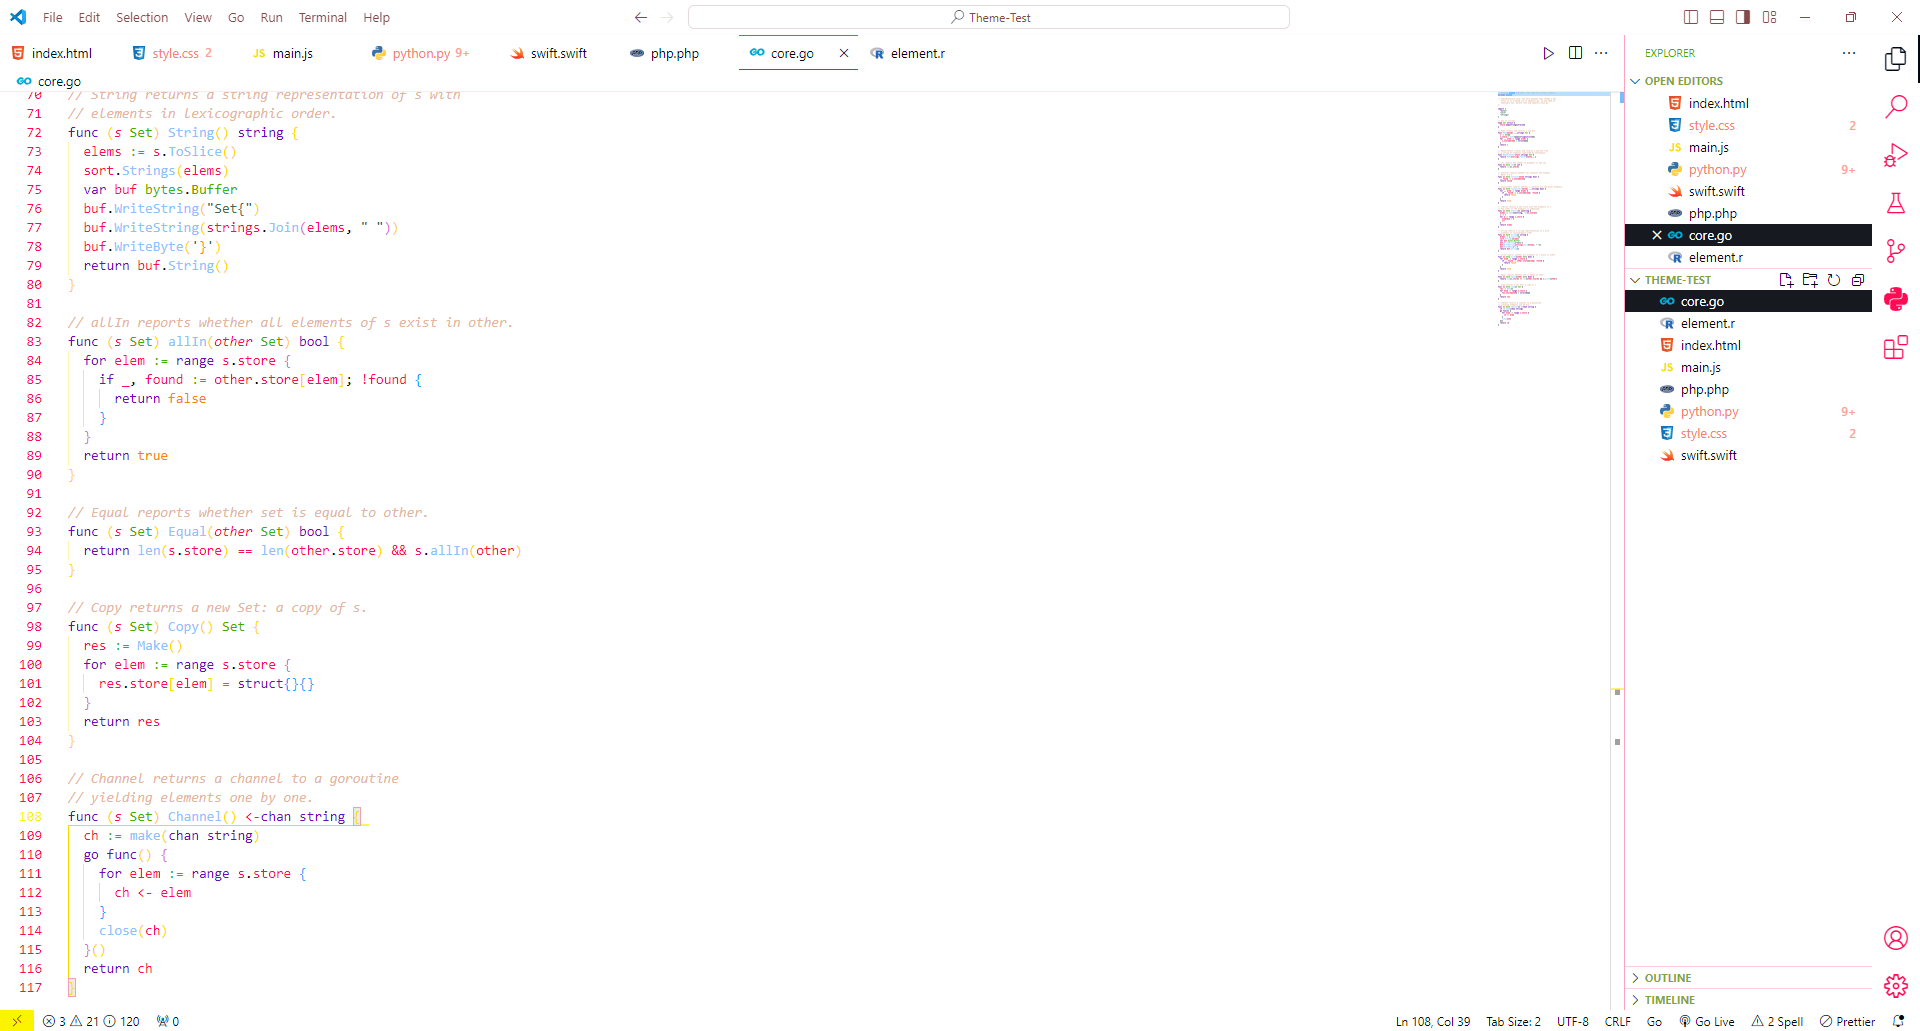 File Edit Selection View Go Run Terminal Help
Theme-Test
index.html
style.css 2
main.js
python.py 9+
swift.swift
php.php
core.go
element.r
core.go
70 // String returns a string representation of s with
71 // elements in lexicographic order.
72 func (s Set) String() string {
73 elems := s.ToSlice()
74 sort.Strings(elems)
75 var buf bytes.Buffer
76 buf.WriteString("Set{")
77 buf.WriteString(strings.Join(elems, " "))
78 buf.WriteByte('}')
79 return buf.String()
80 }
81
82 // allIn reports whether all elements of s exist in other.
83 func (s Set) allIn(other Set) bool {
84 for elem := range s.store {
85 if _, found := other.store[elem]; !found {
86 return false
87 }
88 }
89 return true
90 }
91
92 // Equal reports whether set is equal to other.
93 func (s Set) Equal(other Set) bool {
94 return len(s.store) == len(other.store) && s.allIn(other)
95 }
96
97 // Copy returns a new Set: a copy of s.
98 func (s Set) Copy() Set {
99 res := Make()
100 for elem := range s.store {
101 res.store[elem] = struct{}{}
102 }
103 return res
104 }
105
106 // Channel returns a channel to a goroutine
107 // yielding elements one by one.
108 func (s Set) Channel() <-chan string {
109 ch := make(chan string)
110 go func() {
111 for elem := range s.store {
112 ch <- elem
113 }
114 close(ch)
115 }()
116 return ch
117 }
EXPLORER
OPEN EDITORS
index.html
style.css 2
main.js
python.py 9+
swift.swift
php.php
core.go
element.r
THEME-TEST
core.go
element.r
index.html
main.js
php.php
python.py 9+
style.css 2
swift.swift
OUTLINE
TIMELINE
3 21 120 0
Ln 108, Col 39 Tab Size: 2 UTF-8 CRLF Go Go Live 2 Spell Prettier